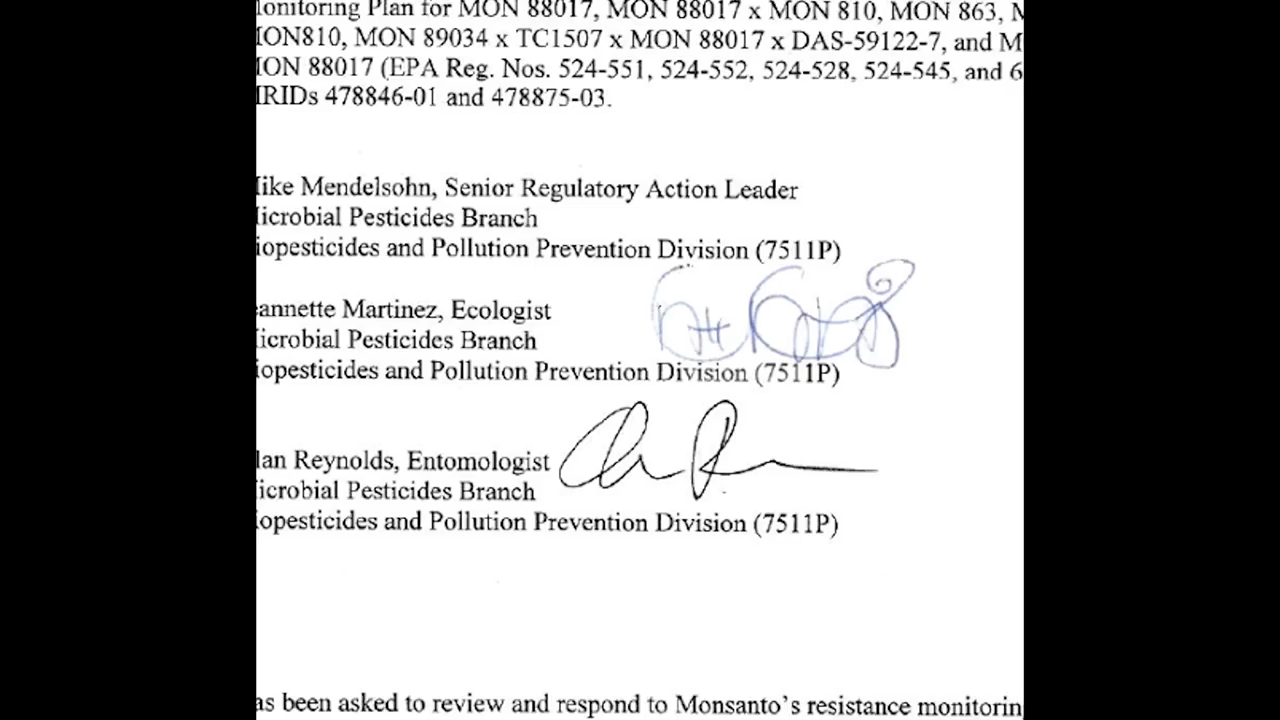 onitoring Plan for MON 88017, MON 88017 x MON 810, MON 863, M
ON810, MON 89034 x TC1507 x MON 88017 x DAS-59122-7, and M
ON 88017 (EPA Reg. Nos. 524-551, 524-552, 524-528, 524-545, and 6
RIDs 478846-01 and 478875-03.
ike Mendelsohn, Senior Regulatory Action Leader
icrobial Pesticides Branch
iopesticides and Pollution Prevention Division (7511P)
eannette Martinez, Ecologist
icrobial Pesticides Branch
iopesticides and Pollution Prevention Division (7511P)
lan Reynolds, Entomologist
icrobial Pesticides Branch
iopesticides and Pollution Prevention Division (7511P)
as been asked to review and respond to Monsanto's resistance monitorin